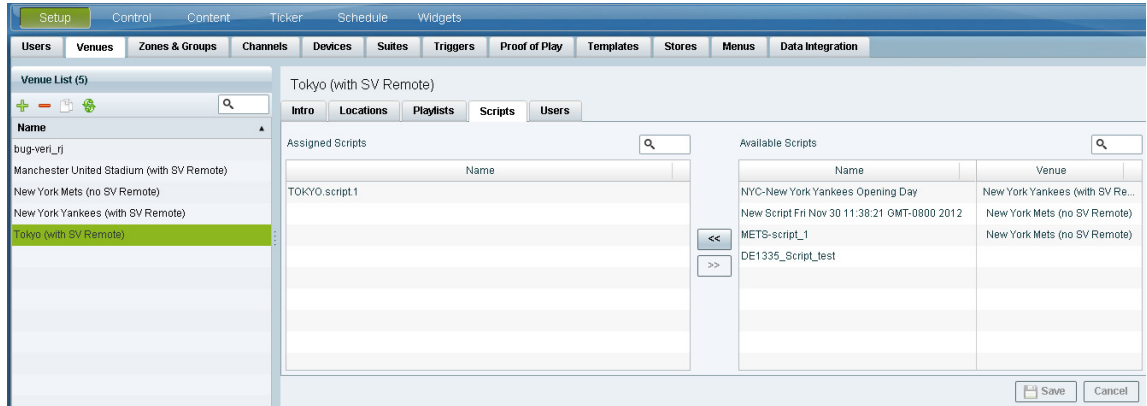 Setup Control Content Ticker Schedule Widgets
Users Venues Zones & Groups Channels Devices Suites Triggers Proof of Play Templates Stores Menus Data Integration
Venue List (5)
Name
bug-veri_rj
Manchester United Stadium (with SV Remote)
New York Mets (no SV Remote)
New York Yankees (with SV Remote)
Tokyo (with SV Remote)
Tokyo (with SV Remote)
Intro Locations Playlists Scripts Users
Assigned Scripts
Name
TOKYO.script.1
<<
>>
Available Scripts
Name Venue
NYC-New York Yankees Opening Day New York Yankees (with SV Re...
New Script Fri Nov 30 11:38:21 GMT-0800 2012 New York Mets (no SV Remote)
METS-script_1 New York Mets (no SV Remote)
DE1335_Script_test
Save Cancel